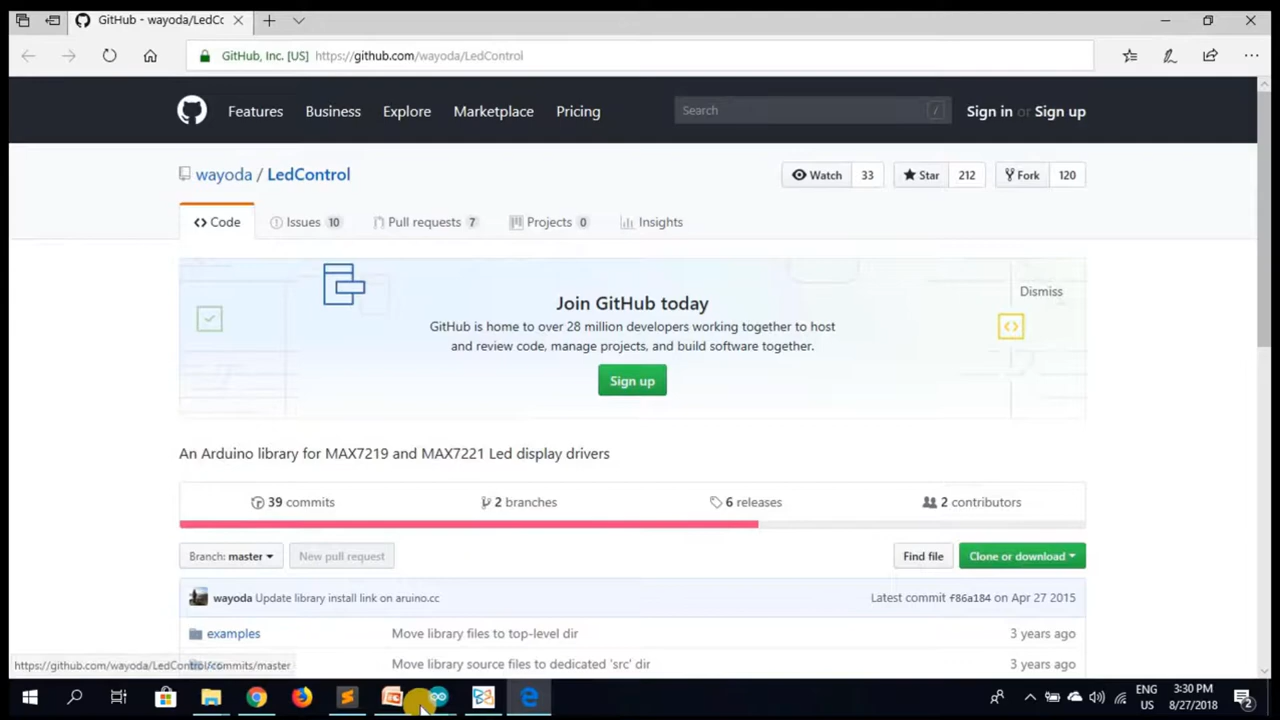 GitHub - wayoda/LedCo
GitHub, Inc. [US] https://github.com/wayoda/LedControl
Features Business Explore Marketplace Pricing Search / Sign in or Sign up
wayoda / LedControl Watch 33 Star 212 Fork 120
Code Issues 10 Pull requests 7 Projects 0 Insights
Join GitHub today
Dismiss
GitHub is home to over 28 million developers working together to host
and review code, manage projects, and build software together.
Sign up
An Arduino library for MAX7219 and MAX7221 Led display drivers
39 commits 2 branches 6 releases 2 contributors
Branch: master New pull request Find file Clone or download
wayoda Update library install link on aruino.cc Latest commit f86a184 on Apr 27 2015
examples Move library files to top-level dir 3 years ago
Move library source files to dedicated 'src' dir 3 years ago
https://github.com/wayoda/LedControl/commits/master
ENG 3:30 PM
US 8/27/2018 2